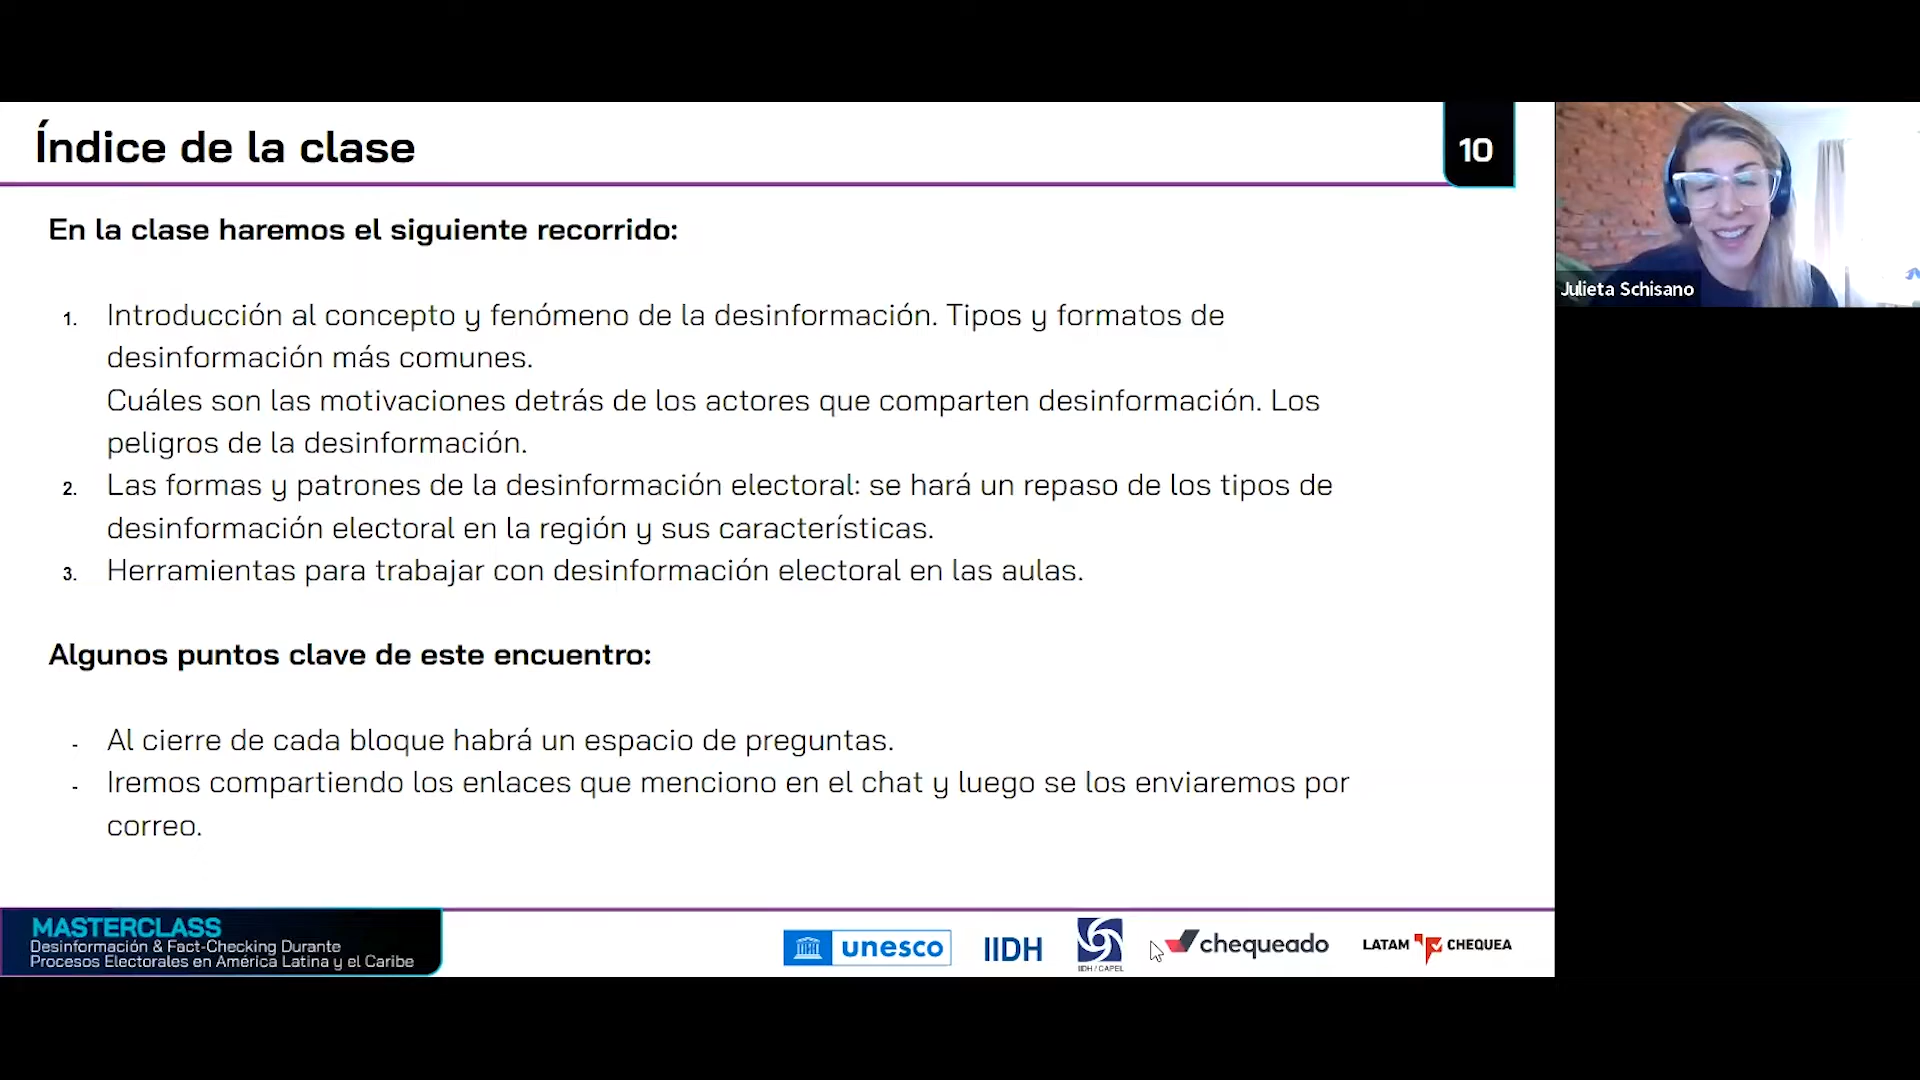 Índice de la clase
10
En la clase haremos el siguiente recorrido:
1. Introducción al concepto y fenómeno de la desinformación. Tipos y formatos de
desinformación más comunes.
Cuáles son las motivaciones detrás de los actores que comparten desinformación. Los
peligros de la desinformación.
2. Las formas y patrones de la desinformación electoral: se hará un repaso de los tipos de
desinformación electoral en la región y sus características.
3. Herramientas para trabajar con desinformación electoral en las aulas.
Algunos puntos clave de este encuentro:
- Al cierre de cada bloque habrá un espacio de preguntas.
- Iremos compartiendo los enlaces que menciono en el chat y luego se los enviaremos por
correo.
MASTERCLASS
Desinformación & Fact-Checking Durante
Procesos Electorales en América Latina y el Caribe
unesco
IIDH
IIDH / CAPEL
chequeado
LATAM CHEQUEA
Julieta Schisano